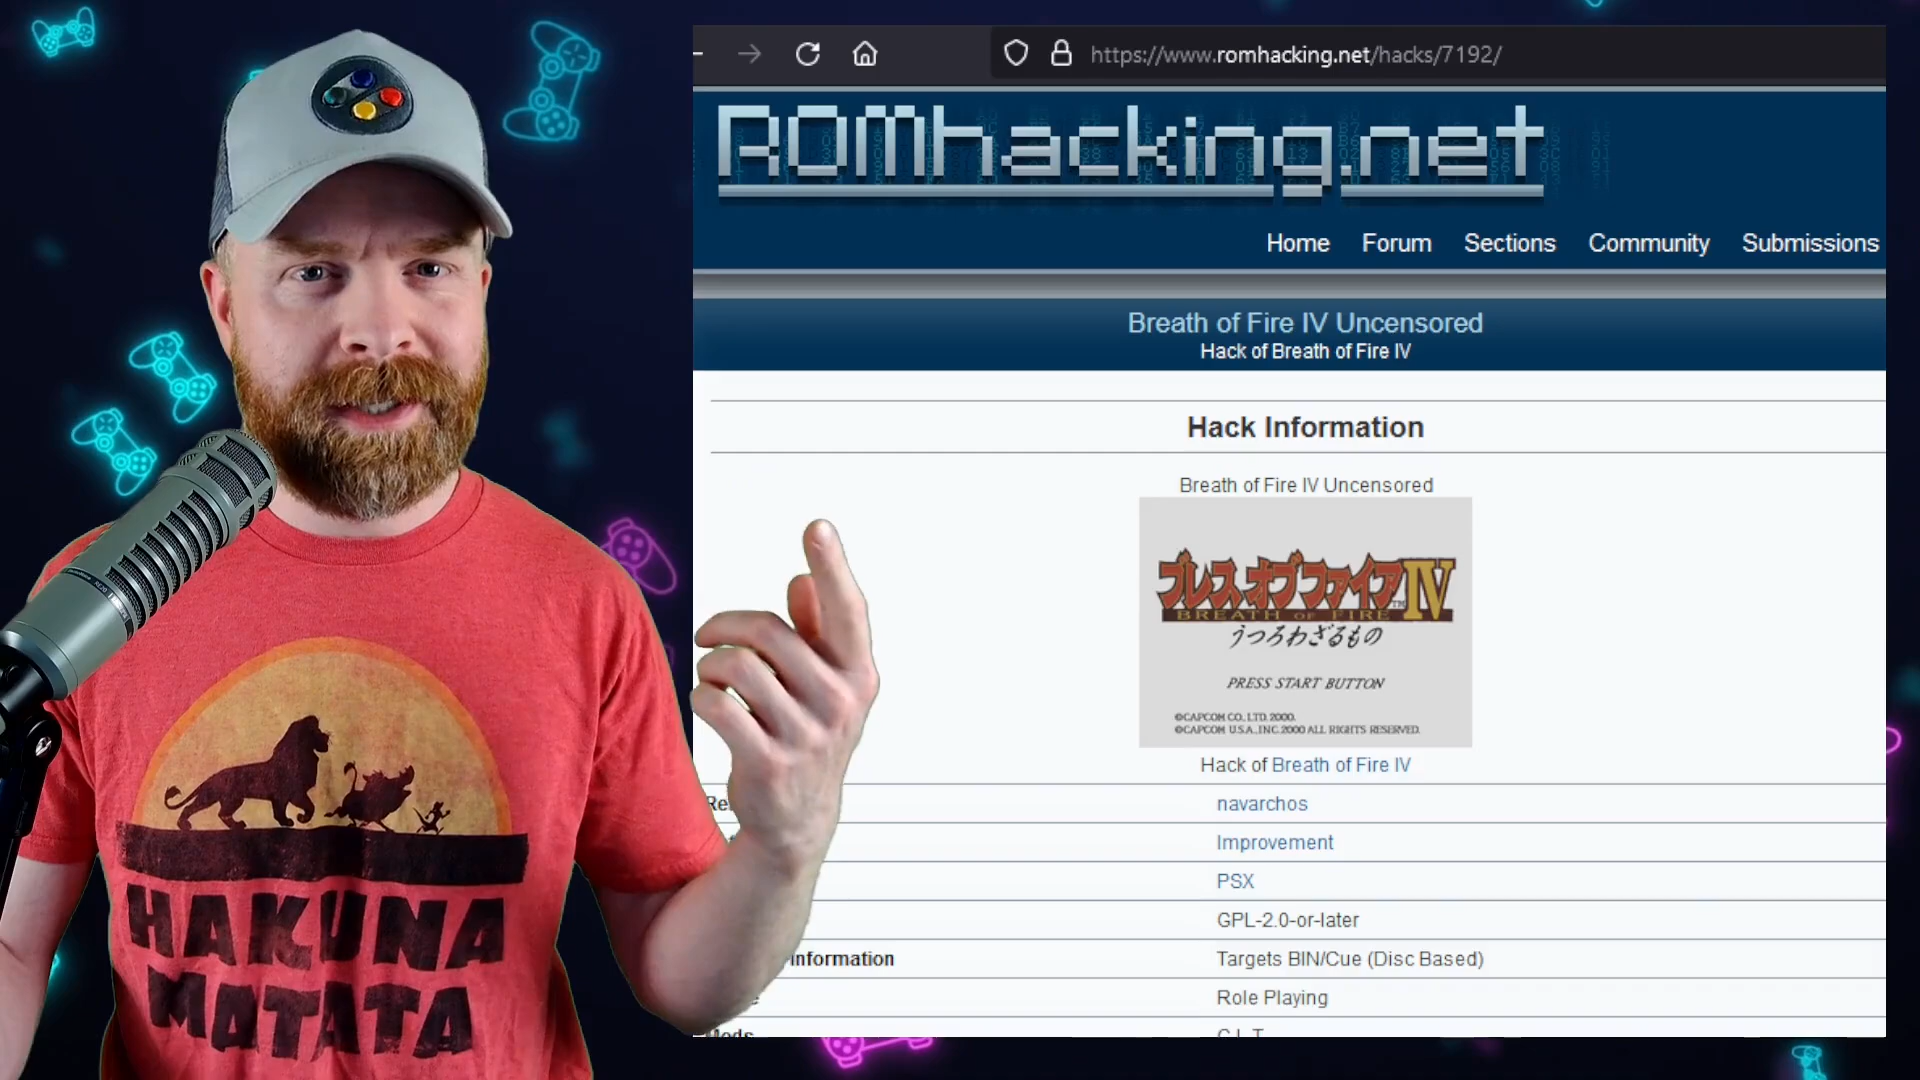 https://www.romhacking.net/hacks/7192/
ROMhacking.net
Home Forum Sections Community Submissions
Breath of Fire IV Uncensored
Hack of Breath of Fire IV
Hack Information
Breath of Fire IV Uncensored
ブレス オブ ファイアIV
BREATH OF FIRE
うつろわざるもの
PRESS START BUTTON
©CAPCOM CO., LTD. 2000.
©CAPCOM U.S.A., INC. 2000 ALL RIGHTS RESERVED.
Hack of Breath of Fire IV
navarchos
Improvement
PSX
GPL-2.0-or-later
Information Targets BIN/Cue (Disc Based)
Role Playing
HAKUNA
MATATA